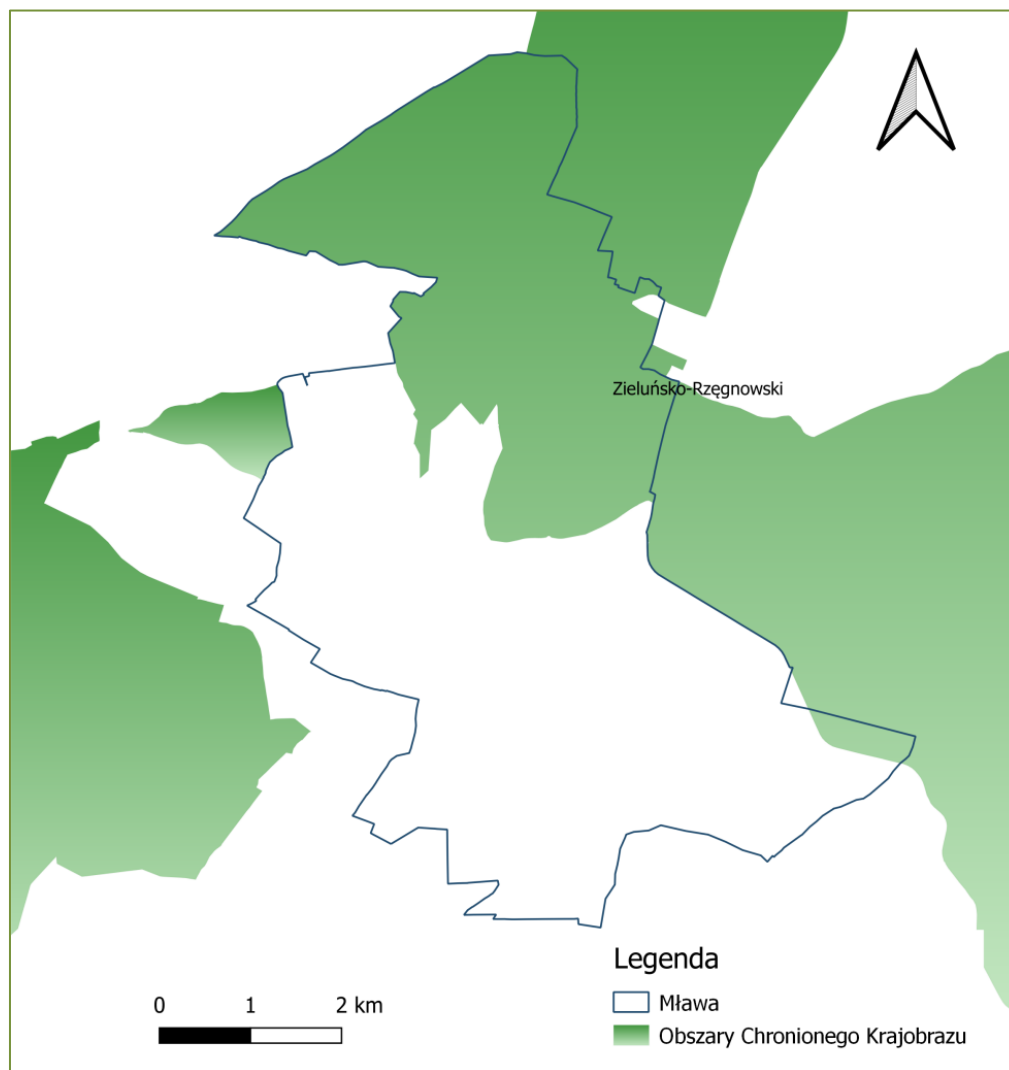 Zieluńsko-Rzęgnowski
Legenda
0 1 2 km
Mława
Obszary Chronionego Krajobrazu